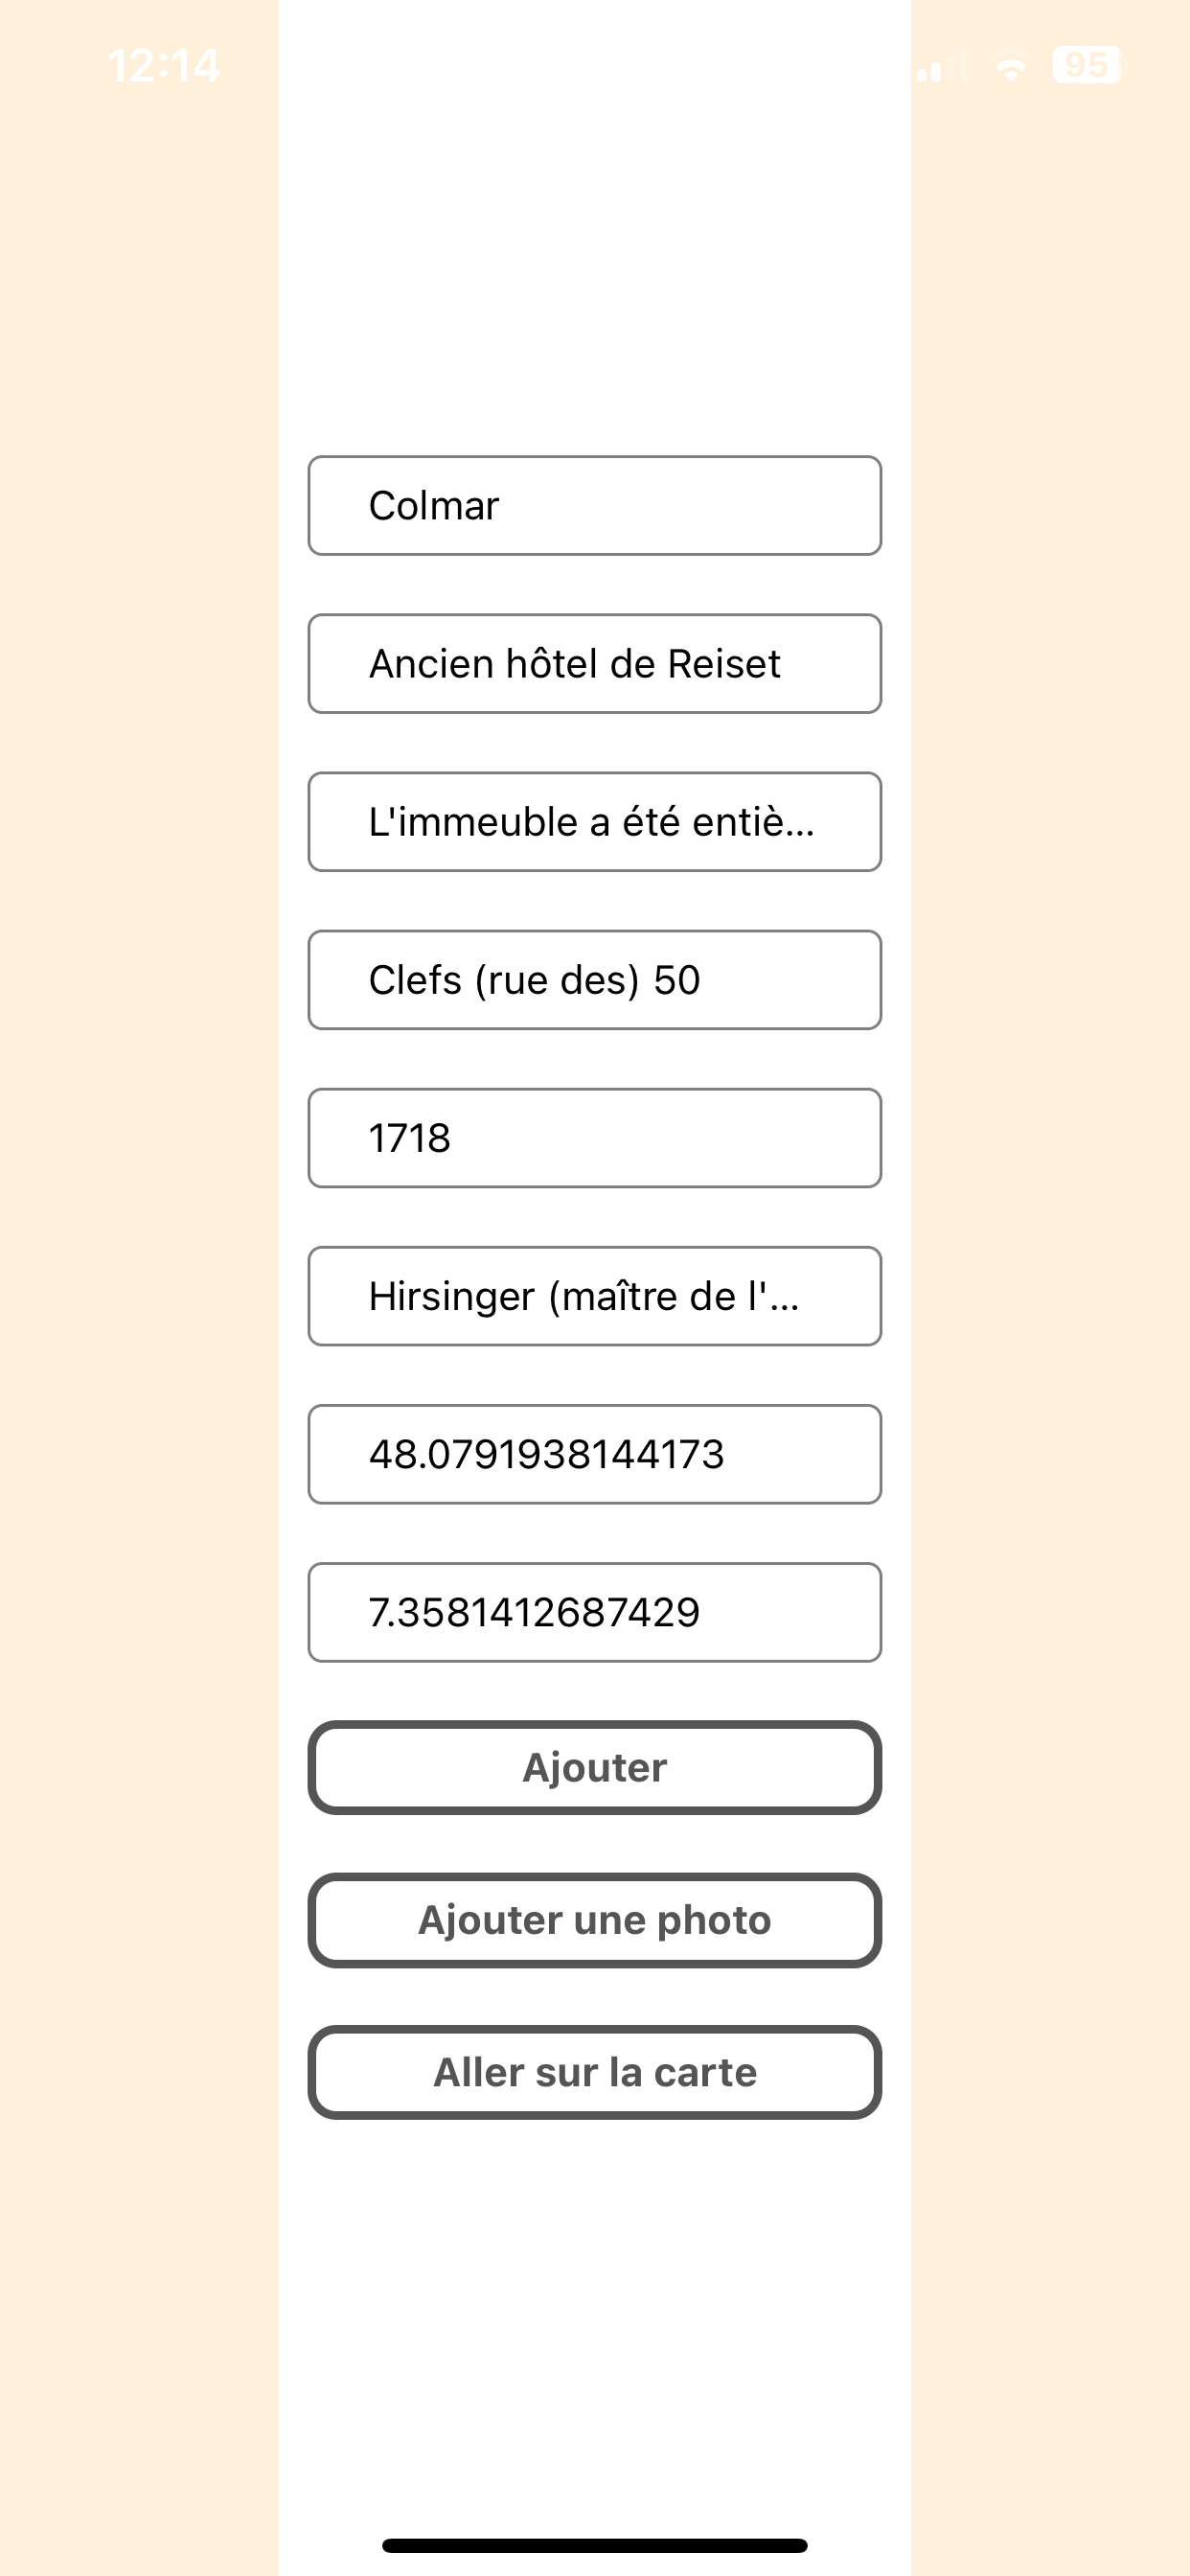 12:14
95
Colmar
Ancien hôtel de Reiset
L'immeuble a été entiè...
Clefs (rue des) 50
1718
Hirsinger (maître de l'...
48.0791938144173
7.3581412687429
Ajouter
Ajouter une photo
Aller sur la carte